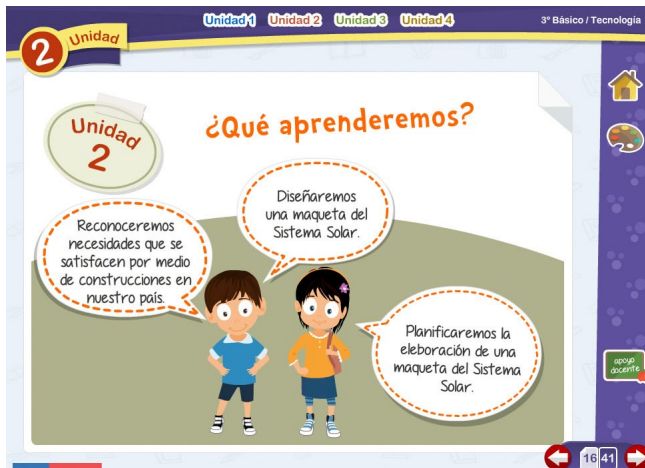 Unidad 1 Unidad 2 Unidad 3 Unidad 4
3° Básico / Tecnología
2 Unidad
Unidad
2
¿Qué aprenderemos?
Diseñaremos
una maqueta del
Sistema Solar.
Reconoceremos
necesidades que se
satisfacen por medio
de construcciones en
nuestro país.
Planificaremos la
eleboración de una
maqueta del Sistema
Solar.
apoyo
docente
16 41